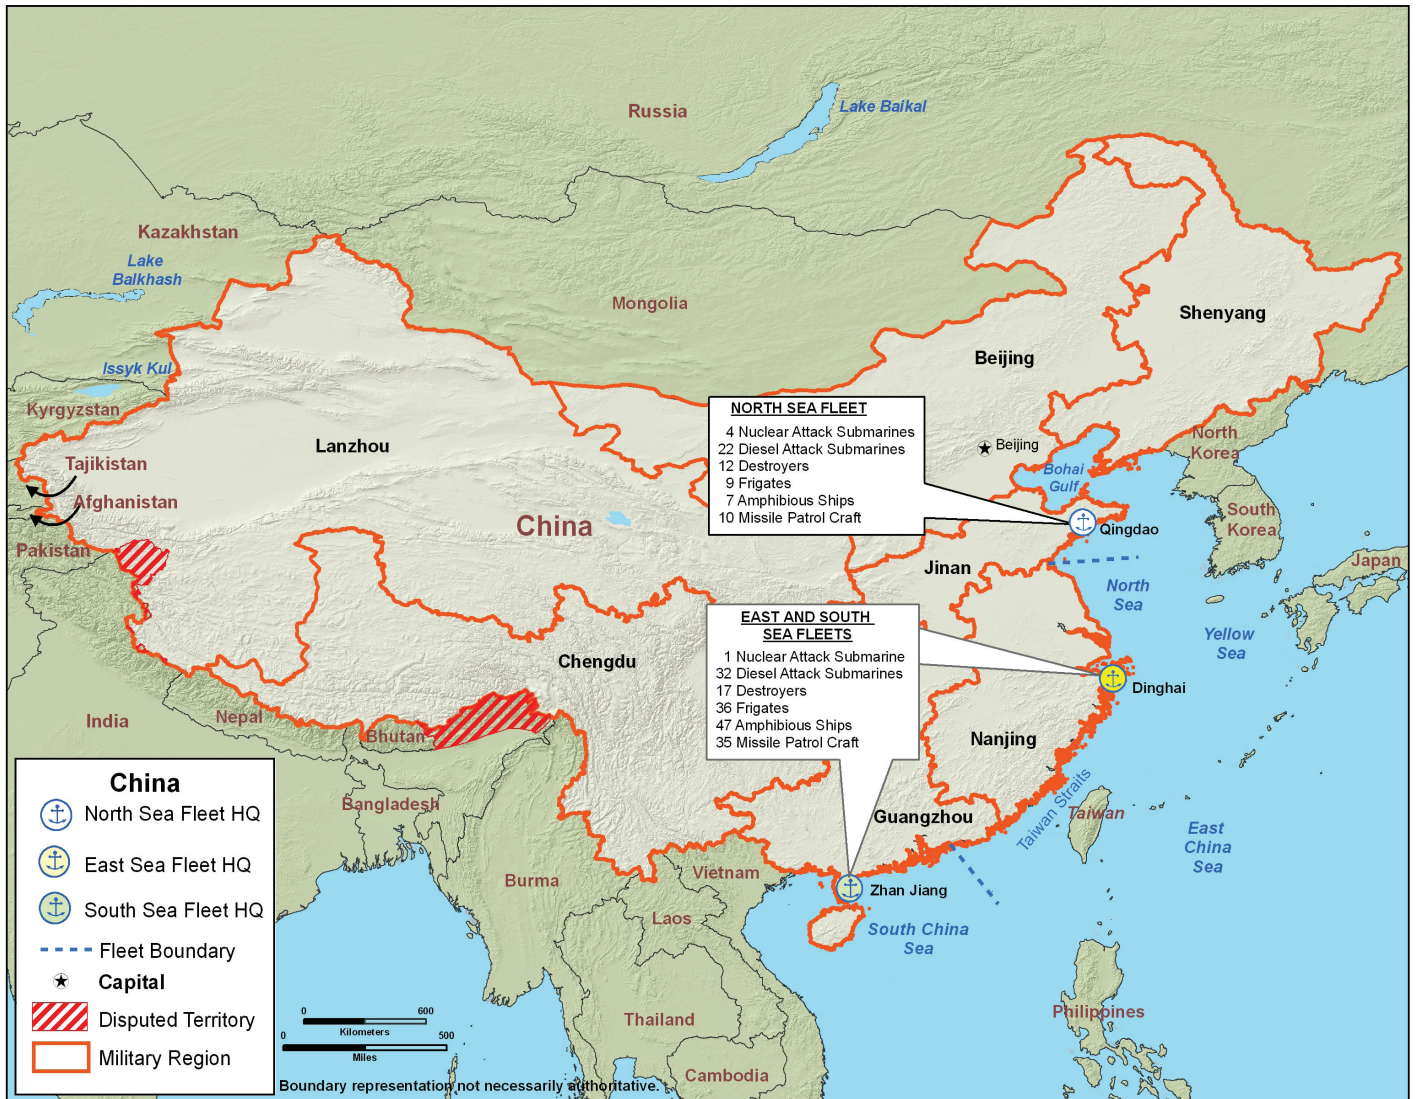 Russia
Lake Baikal
Kazakhstan
Lake
Balkhash
Mongolia
Shenyang
Beijing
Issyk Kul
Kyrgyzstan
Lanzhou
Tajikistan
Afghanistan
Pakistan
China
NORTH SEA FLEET
4 Nuclear Attack Submarines
22 Diesel Attack Submarines
12 Destroyers
9 Frigates
7 Amphibious Ships
10 Missile Patrol Craft
Beijing
Bohai
Gulf
North
Korea
South
Korea
Qingdao
Japan
Jinan
North
Sea
Yellow
Sea
EAST AND SOUTH
SEA FLEETS
1 Nuclear Attack Submarine
32 Diesel Attack Submarines
17 Destroyers
36 Frigates
47 Amphibious Ships
35 Missile Patrol Craft
Chengdu
Dinghai
Nanjing
India
Nepal
Bhutan
Bangladesh
Guangzhou
Taiwan Straits
Taiwan
East
China
Sea
Burma
Vietnam
Laos
Zhan Jiang
South China
Sea
Thailand
Cambodia
Philippines
China
North Sea Fleet HQ
East Sea Fleet HQ
South Sea Fleet HQ
Fleet Boundary
Capital
Disputed Territory
Military Region
0 600
Kilometers
0 500
Miles
Boundary representation not necessarily authoritative.